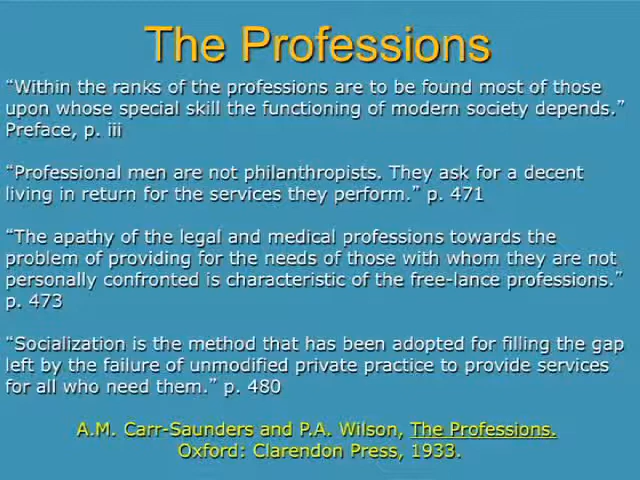 The Professions
“Within the ranks of the professions are to be found most of those
upon whose special skill the functioning of modern society depends.”
Preface, p. iii
“Professional men are not philanthropists. They ask for a decent
living in return for the services they perform.” p. 471
“The apathy of the legal and medical professions towards the
problem of providing for the needs of those with whom they are not
personally confronted is characteristic of the free-lance professions.”
p. 473
“Socialization is the method that has been adopted for filling the gap
left by the failure of unmodified private practice to provide services
for all who need them.” p. 480
A.M. Carr-Saunders and P.A. Wilson, The Professions.
Oxford: Clarendon Press, 1933.